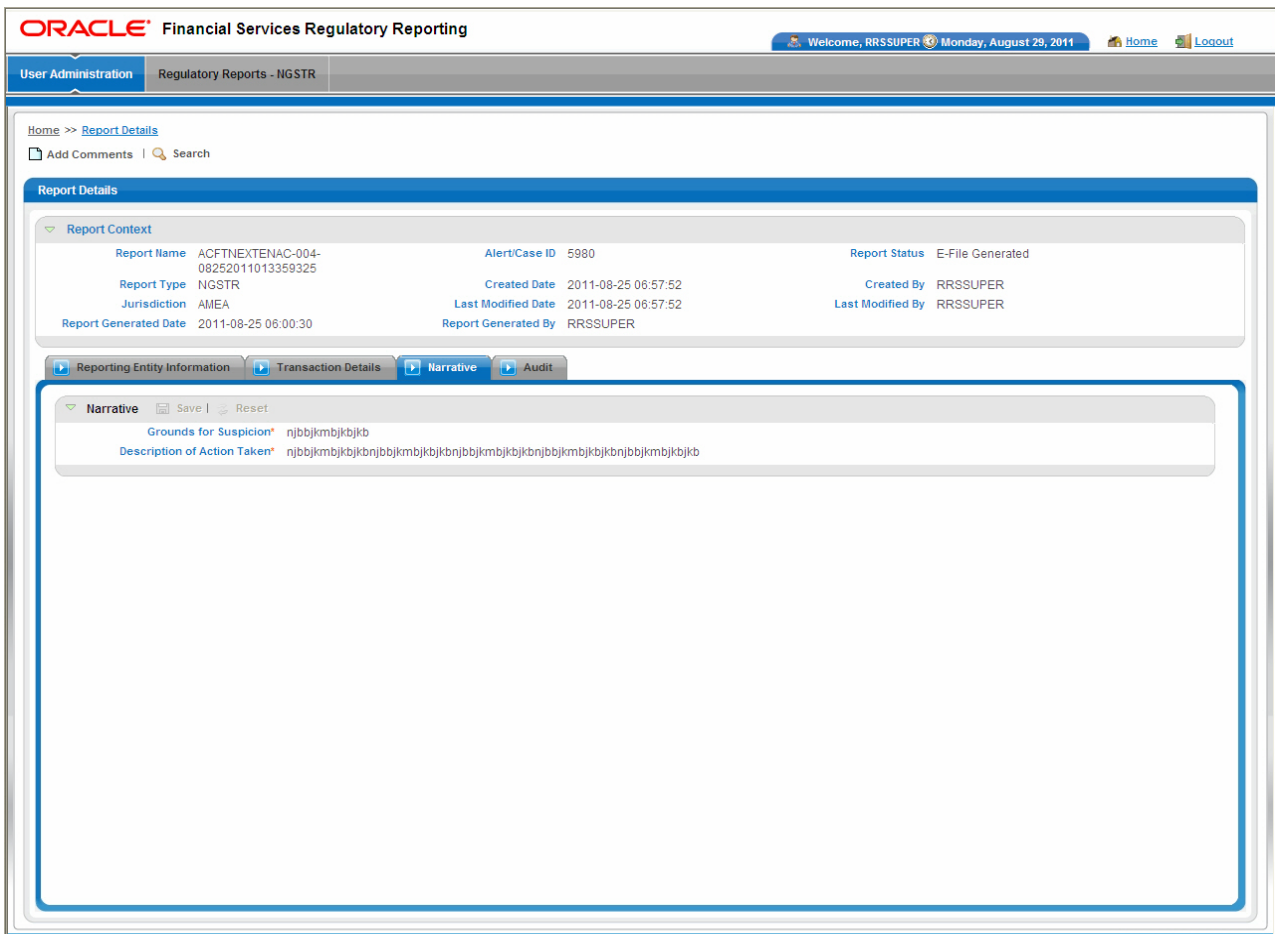 ORACLE® Financial Services Regulatory Reporting
Welcome, RRSSUPER Monday, August 29, 2011 Home Logout
User Administration Regulatory Reports - NGSTR
Home >> Report Details
Add Comments | Search
Report Details
Report Context
Report Name ACFTNEXTENAC-004- Alert/Case ID 5980 Report Status E-File Generated
08252011013359325
Report Type NGSTR Created Date 2011-08-25 06:57:52 Created By RRSSUPER
Jurisdiction AMEA Last Modified Date 2011-08-25 06:57:52 Last Modified By RRSSUPER
Report Generated Date 2011-08-25 06:00:30 Report Generated By RRSSUPER
Reporting Entity Information Transaction Details Narrative Audit
Narrative Save | Reset
Grounds for Suspicion* njbbjkmbjkbjkb
Description of Action Taken* njbbjkmbjkbjkbnjbbjkmbjkbjkbnjbbjkmbjkbjkbnjbbjkmbjkbjkbnjbbjkmbjkbjkb